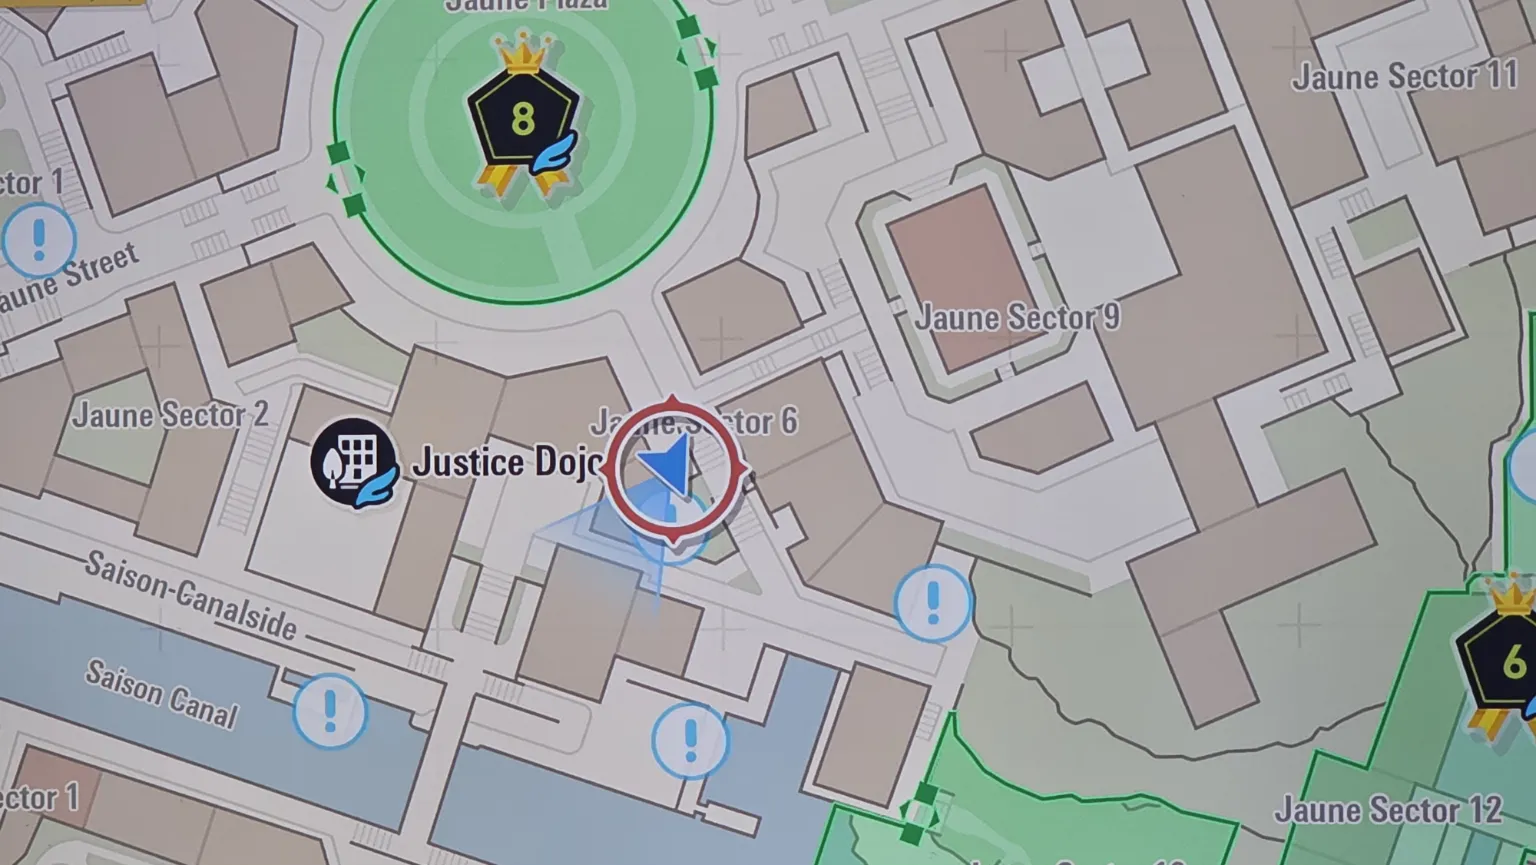 Jaune Plaza
8
Jaune Sector 11
ctor 1
aune Street
Jaune Sector 9
Jaune Sector 2
Jaune Sector 6
Justice Dojo
Saison-Canalside
Saison Canal
6
ector 1
Jaune Sector 12